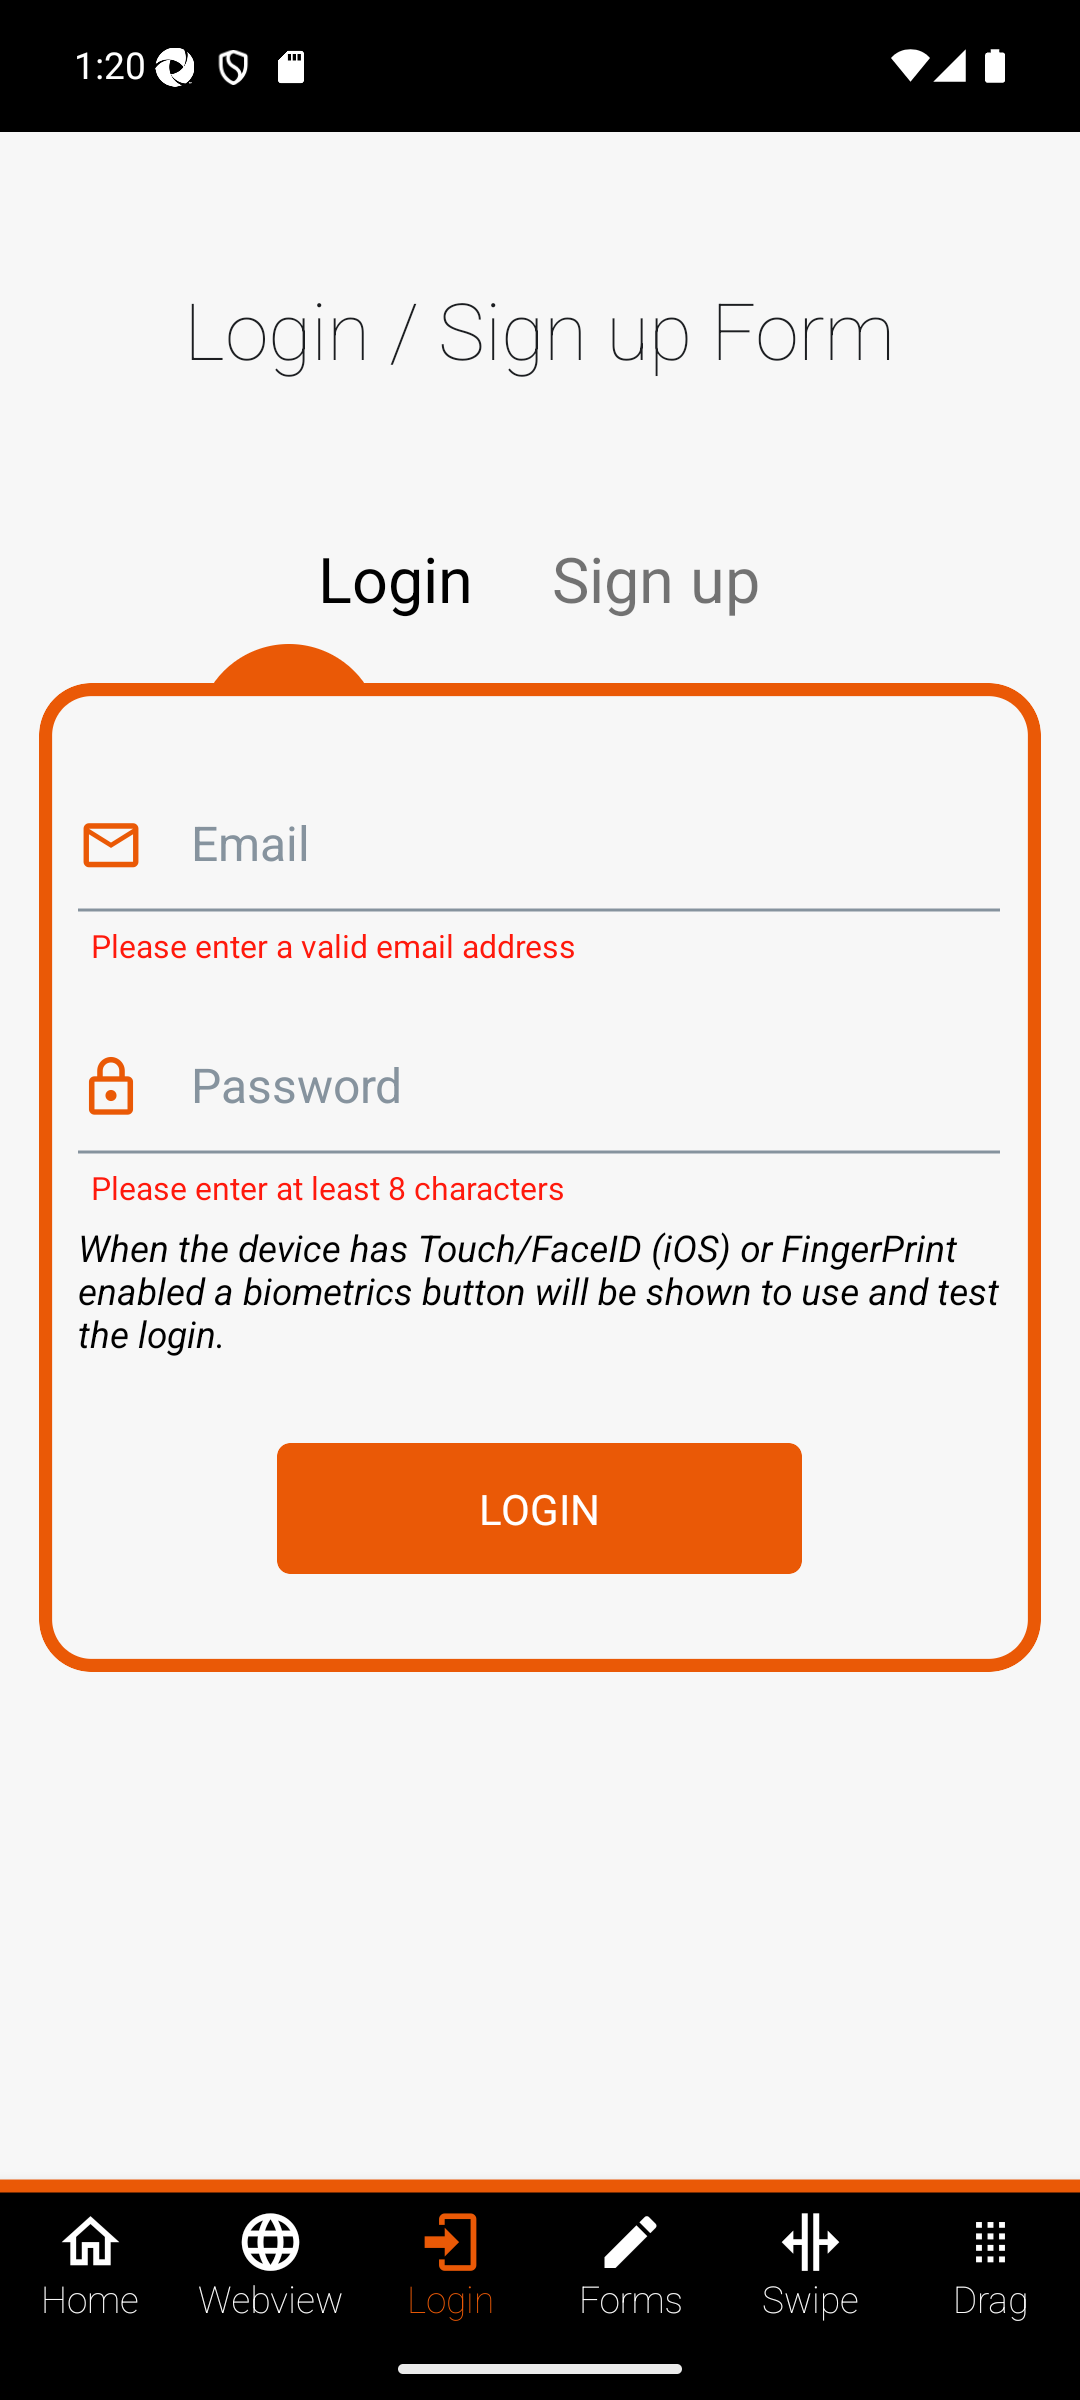 1:20
Login / Sign up Form
Login Sign up
Email
Please enter a valid email address
Password
Please enter at least 8 characters
When the device has Touch/FaceID (iOS) or FingerPrint
enabled a biometrics button will be shown to use and test
the login.
LOGIN
Home Webview Login Forms Swipe Drag